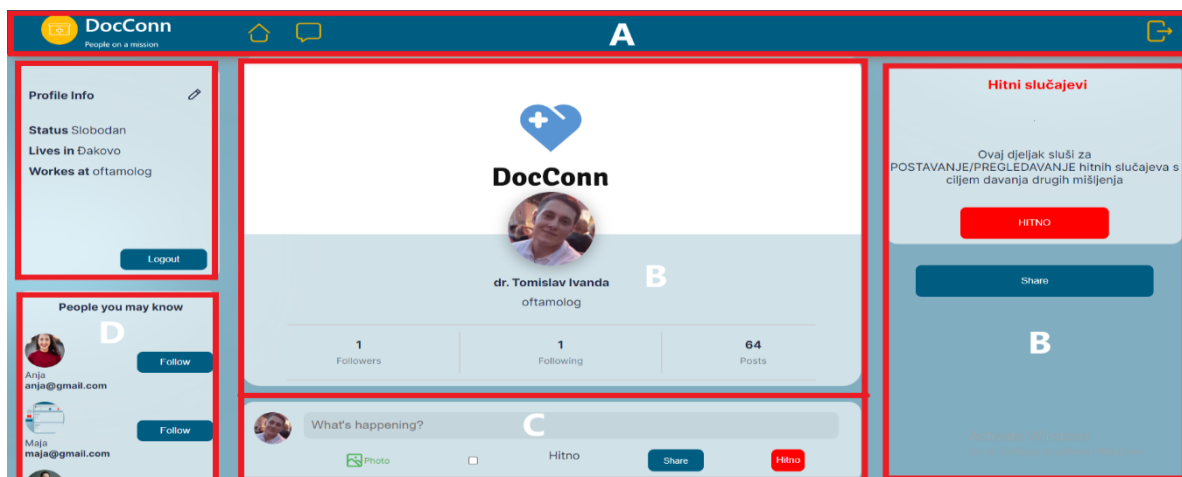 DocConn
People on a mission
A
Profile Info
Status Slobodan
Lives in Đakovo
Workes at oftamolog
Logout
People you may know
D
Follow
Anja
anja@gmail.com
Follow
Maja
maja@gmail.com
DocConn
dr. Tomislav Ivanda
B
oftamolog
1
Followers
1
Following
64
Posts
What's happening?
C
Photo
Hitno
Share
Hitno
Hitni slučajevi
Ovaj djeljak sluši za
POSTAVANJE/PREGLEDAVANJE hitnih slučajeva s
ciljem davanja drugih mišljenja
HITNO
Share
B